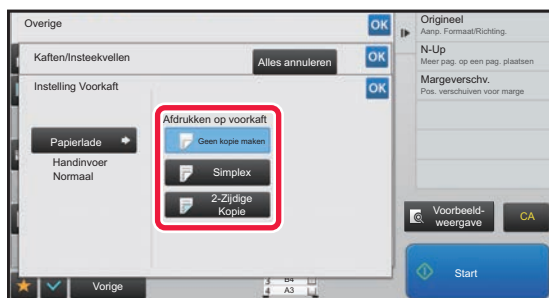 Overige
OK
Kaften/Insteekvellen
Alles annuleren
OK
Instelling Voorkaft
OK
Afdrukken op voorkaft
Papierlade
Handinvoer
Normaal
Geen kopie maken
Simplex
2-Zijdige
Kopie
Vorige
B4
4 A3
Origineel
Aanp. Formaat/Richting.
N-Up
Meer pag. op een pag. plaatsen
Margeverschv.
Pos. verschuiven voor marge
Voorbeeld-
weergave
CA
Start